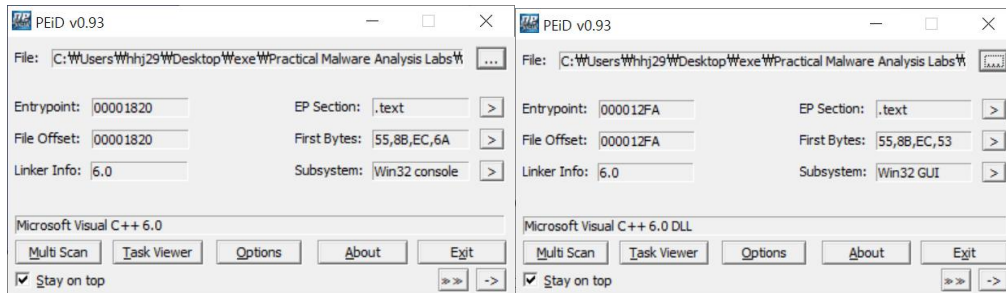 PEiD v0.93
File: C:₩Users₩hhj29₩Desktop₩exe₩Practical Malware Analysis Labs₩ ...
Entrypoint: 00001820 EP Section: .text >
File Offset: 00001820 First Bytes: 55,8B,EC,6A >
Linker Info: 6.0 Subsystem: Win32 console >
Microsoft Visual C++ 6.0
Multi Scan Task Viewer Options About Exit
Stay on top >> ->
PEiD v0.93
File: C:₩Users₩hhj29₩Desktop₩exe₩Practical Malware Analysis Labs₩ ...
Entrypoint: 000012FA EP Section: .text >
File Offset: 000012FA First Bytes: 55,8B,EC,53 >
Linker Info: 6.0 Subsystem: Win32 GUI >
Microsoft Visual C++ 6.0 DLL
Multi Scan Task Viewer Options About Exit
Stay on top >> ->